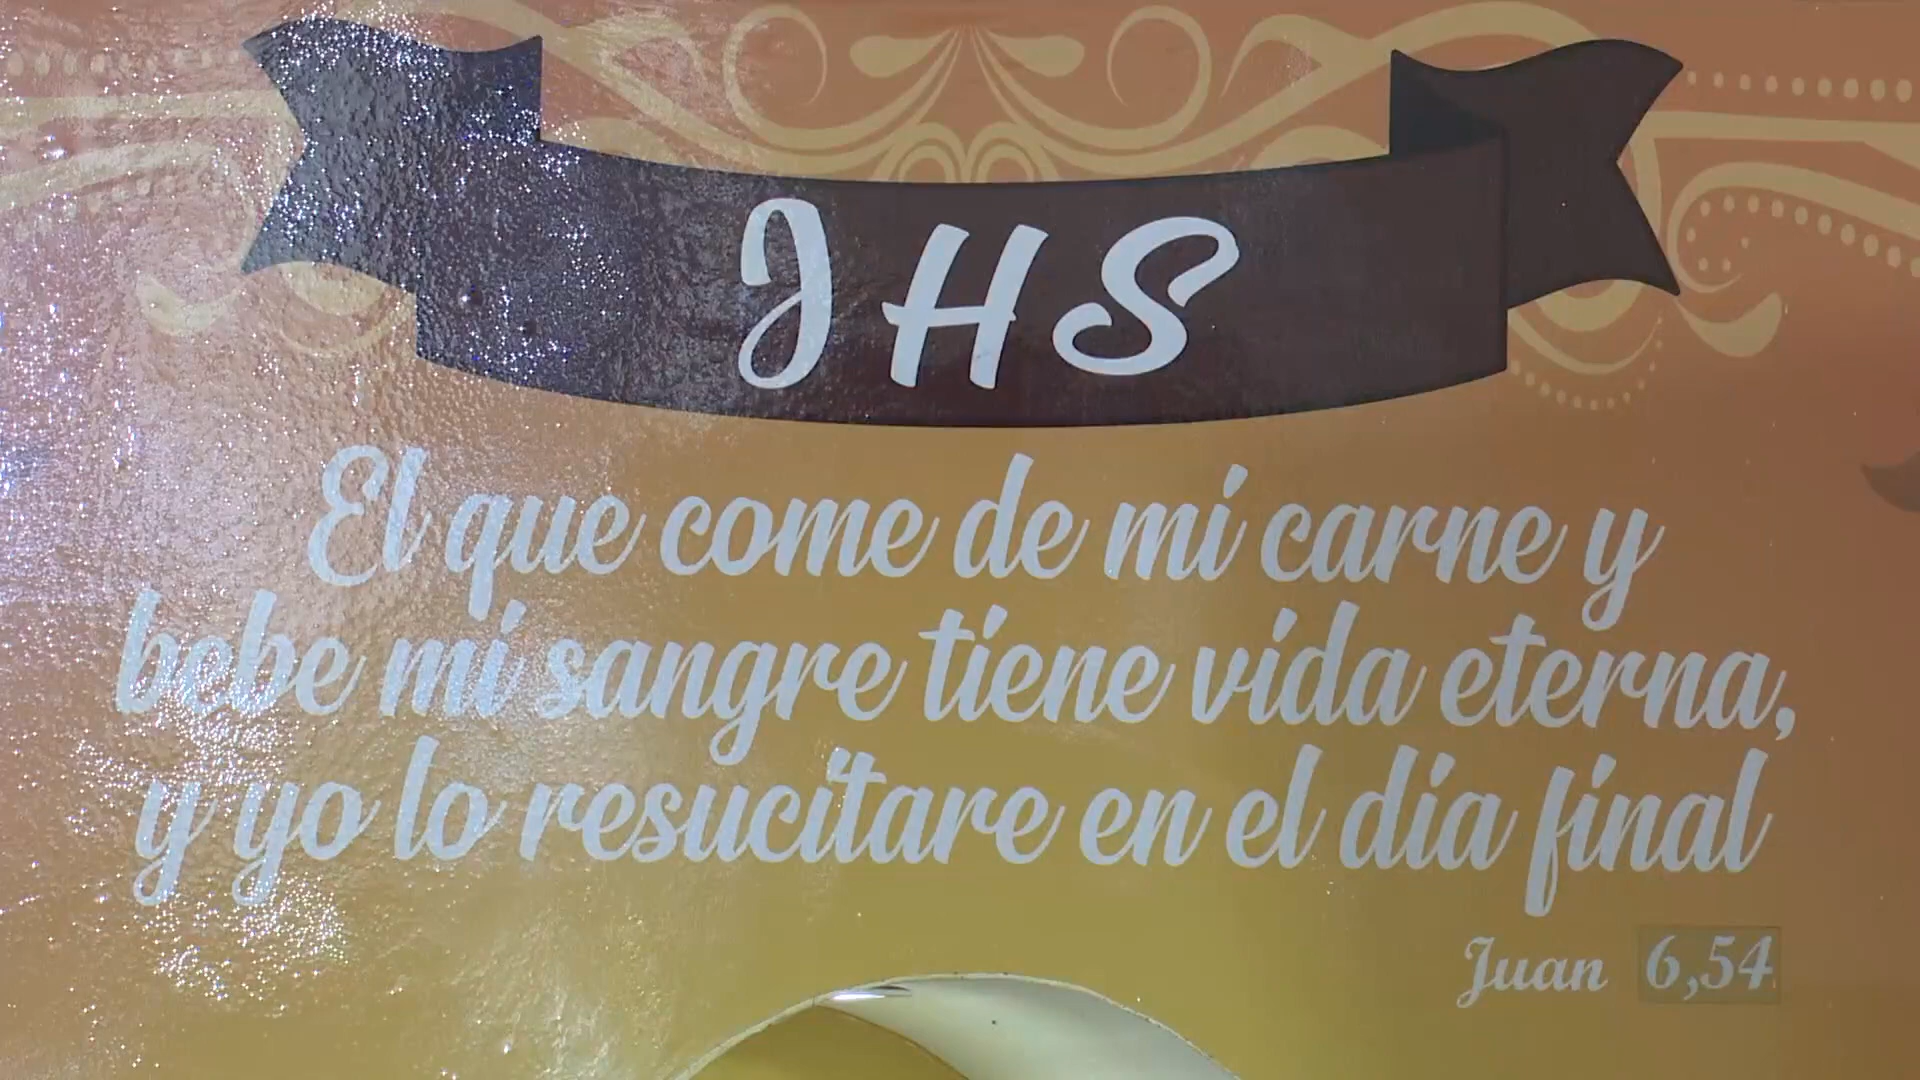 JHS
El que come de mi carne y
bebe mi sangre tiene vida eterna,
y yo lo resucitare en el dia final
Juan 6,54